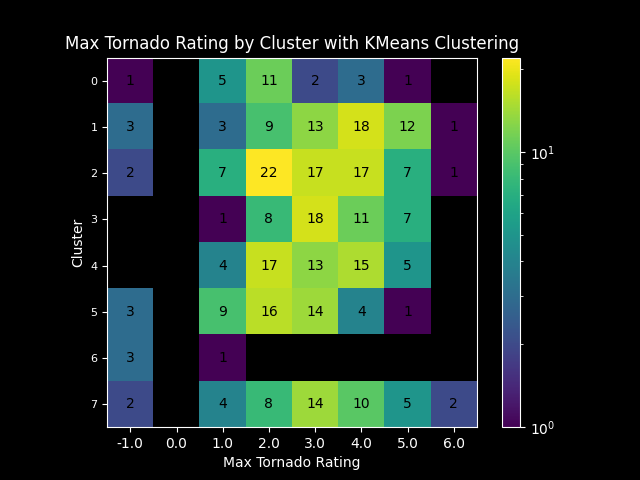 Max Tornado Rating by Cluster with KMeans Clustering
0 1 5 11 2 3 1
1 3 3 9 13 18 12 1
2 2 7 22 17 17 7 1
3 1 8 18 11 7
4 4 17 13 15 5
5 3 9 16 14 4 1
6 3 1
7 2 4 8 14 10 5 2
-1.0 0.0 1.0 2.0 3.0 4.0 5.0 6.0
Max Tornado Rating
Cluster
10¹
10⁰